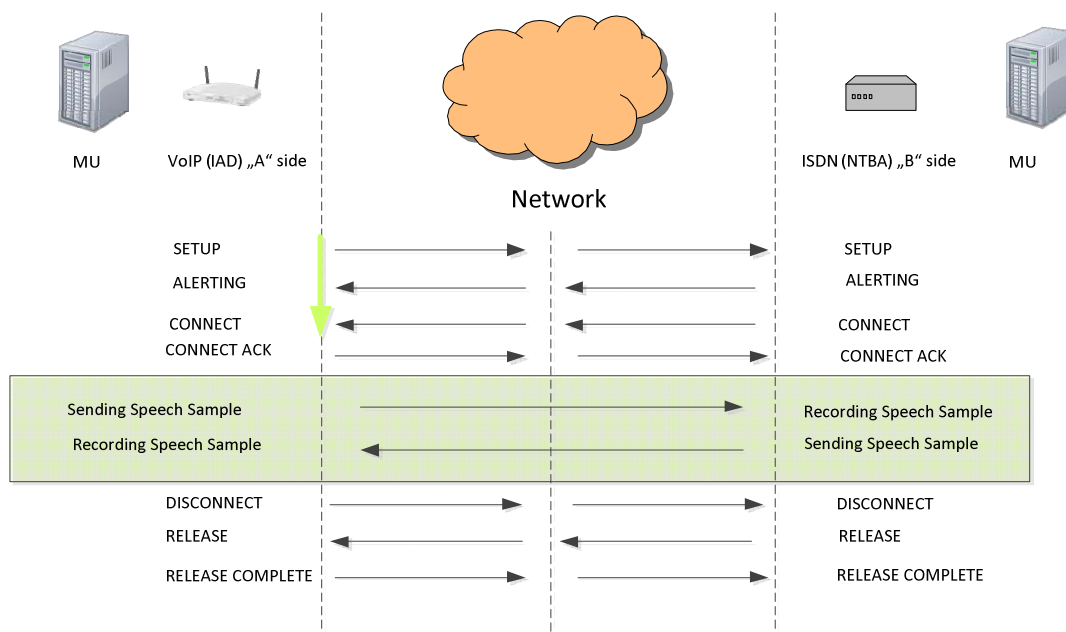 MU
VoIP (IAD) „A“ side
ISDN (NTBA) „B“ side
MU
Network
SETUP
SETUP
ALERTING
ALERTING
CONNECT
CONNECT
CONNECT ACK
CONNECT ACK
Sending Speech Sample
Recording Speech Sample
Recording Speech Sample
Sending Speech Sample
DISCONNECT
DISCONNECT
RELEASE
RELEASE
RELEASE COMPLETE
RELEASE COMPLETE